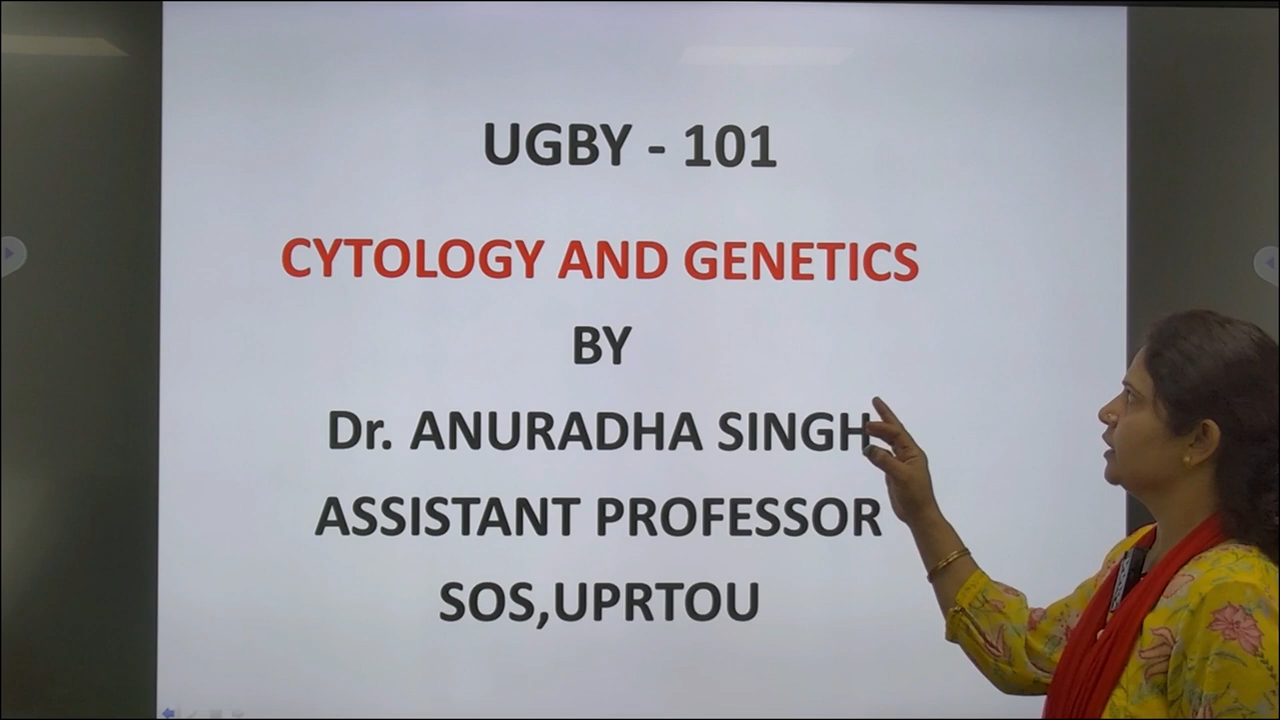 UGBY - 101
CYTOLOGY AND GENETICS
BY
Dr. ANURADHA SINGH
ASSISTANT PROFESSOR
SOS,UPRTOU